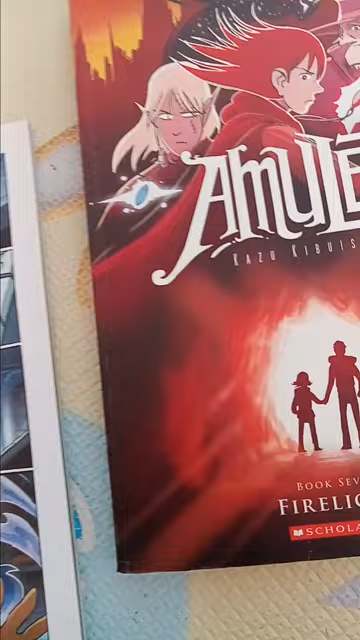 AMULE
KAZU KIBUIS
BOOK SEV
FIRELIG
SCHOLA